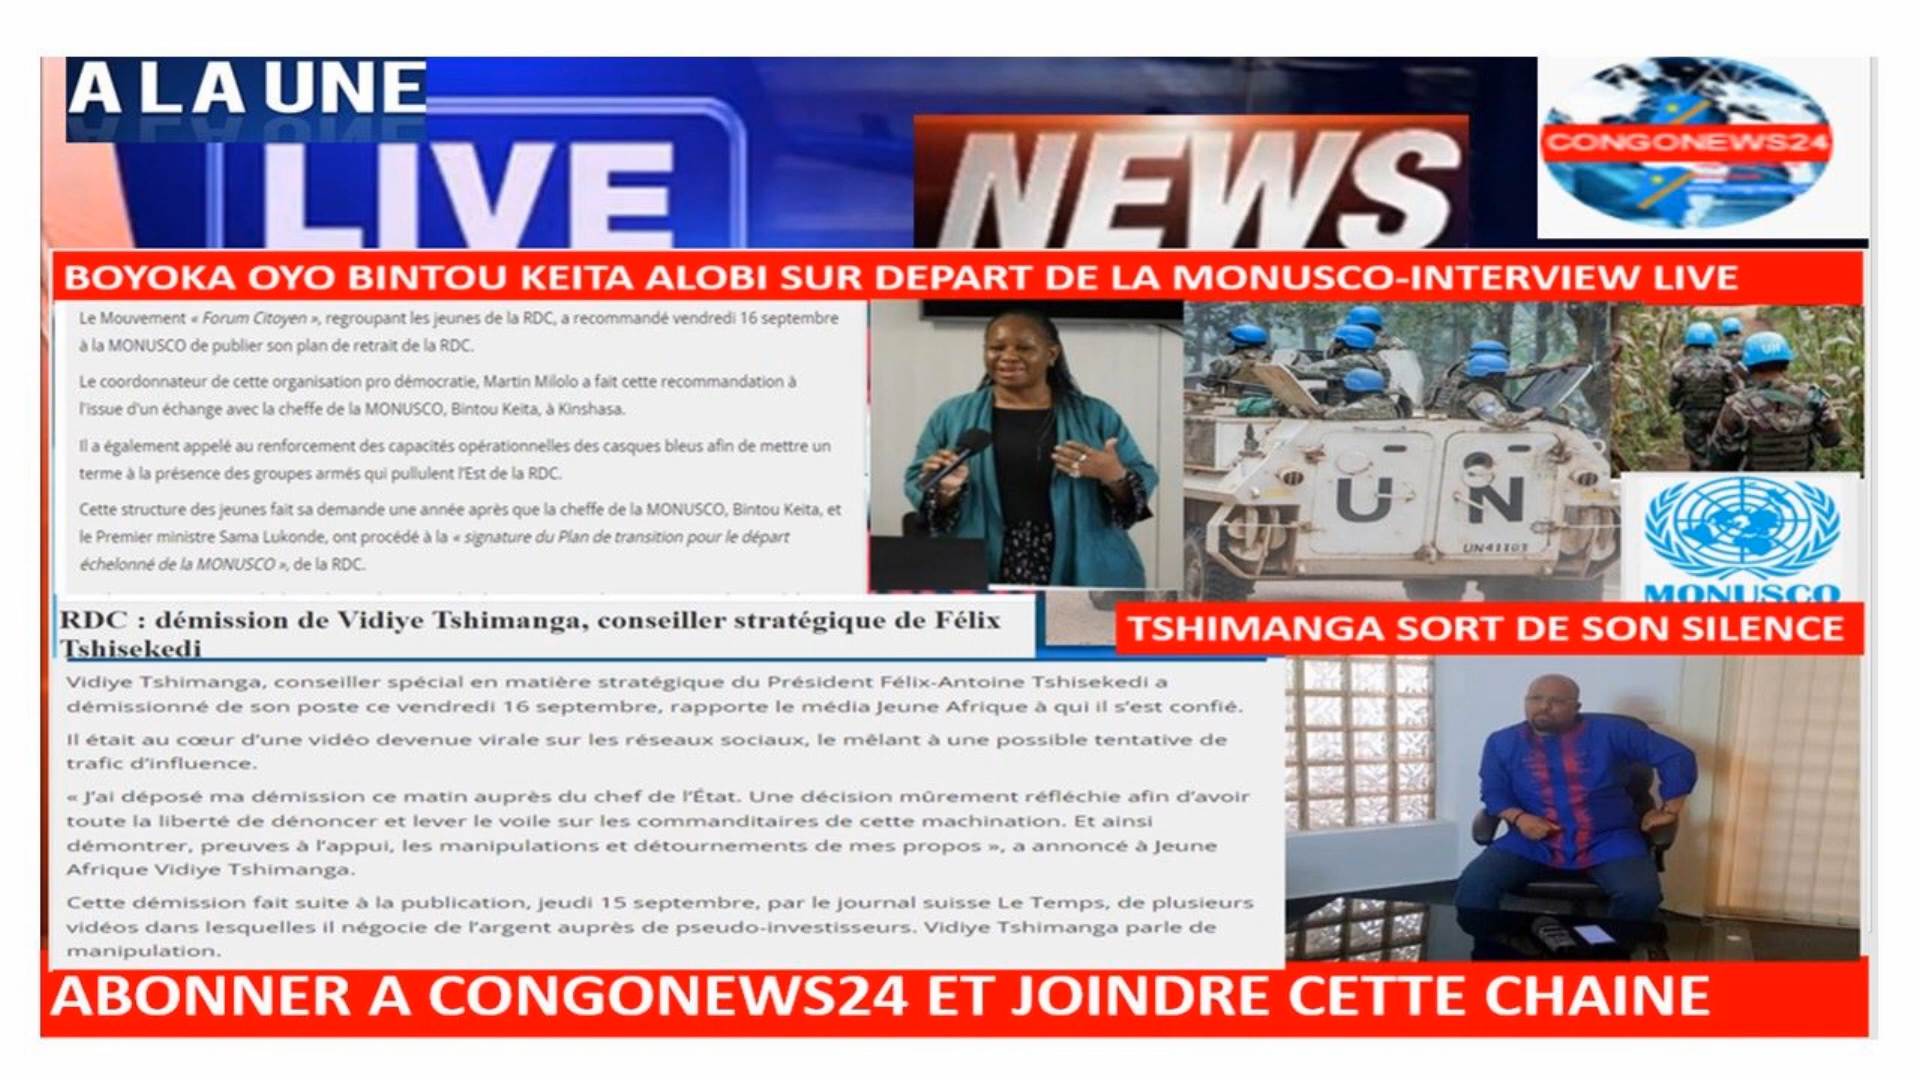 A LA UNE
LIVE
NEWS
CONGONEWS24
BOYOKA OYO BINTOU KEITA ALOBI SUR DEPART DE LA MONUSCO-INTERVIEW LIVE
Le Mouvement « Forum Citoyen », regroupant les jeunes de la RDC, a recommandé vendredi 16 septembre
à la MONUSCO de publier son plan de retrait de la RDC.
Le coordonnateur de cette organisation pro démocratie, Martin Milolo a fait cette recommandation à
l'issue d'un échange avec la cheffe de la MONUSCO, Bintou Keita, à Kinshasa.
Il a également appelé au renforcement des capacités opérationnelles des casques bleus afin de mettre un
terme à la présence des groupes armés qui pullulent l'Est de la RDC.
Cette structure des jeunes fait sa demande une année après que la cheffe de la MONUSCO, Bintou Keita, et
le Premier ministre Sama Lukonde, ont procédé à la « signature du Plan de transition pour le départ
échelonné de la MONUSCO », de la RDC.
UN
U N
UN41103
MONUSCO
RDC : démission de Vidiye Tshimanga, conseiller stratégique de Félix
Tshisekedi
TSHIMANGA SORT DE SON SILENCE
Vidiye Tshimanga, conseiller spécial en matière stratégique du Président Félix-Antoine Tshisekedi a
démissionné de son poste ce vendredi 16 septembre, rapporte le média Jeune Afrique à qui il s'est confié.
Il était au cœur d'une vidéo devenue virale sur les réseaux sociaux, le mêlant à une possible tentative de
trafic d'influence.
« J'ai déposé ma démission ce matin auprès du chef de l'État. Une décision mûrement réfléchie afin d'avoir
toute la liberté de dénoncer et lever le voile sur les commanditaires de cette machination. Et ainsi
démontrer, preuves à l'appui, les manipulations et détournements de mes propos », a annoncé à Jeune
Afrique Vidiye Tshimanga.
Cette démission fait suite à la publication, jeudi 15 septembre, par le journal suisse Le Temps, de plusieurs
vidéos dans lesquelles il négocie de l'argent auprès de pseudo-investisseurs. Vidiye Tshimanga parle de
manipulation.
ABONNER A CONGONEWS24 ET JOINDRE CETTE CHAINE